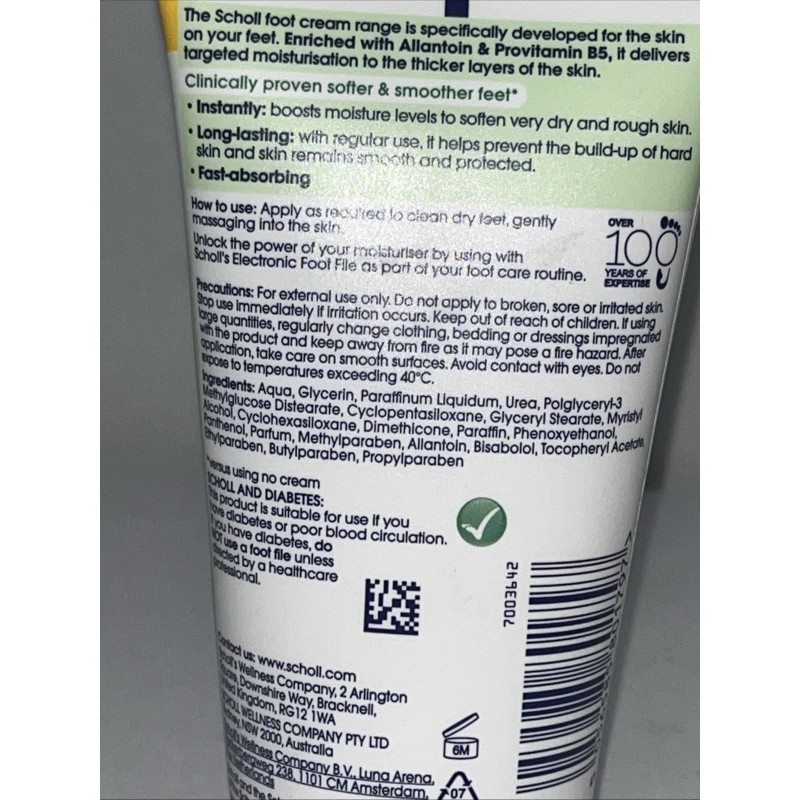 The Scholl foot cream range is specifically developed for the skin
on your feet. Enriched with Allantoin & Provitamin B5, it delivers
targeted moisturisation to the thicker layers of the skin.
Clinically proven softer & smoother feet*
• Instantly: boosts moisture levels to soften very dry and rough skin.
• Long-lasting: with regular use, it helps prevent the build-up of hard
skin and skin remains smooth and protected.
• Fast-absorbing
How to use: Apply as required to clean dry feet, gently
massaging into the skin.
Unlock the power of your moisturiser by using with
Scholl's Electronic Foot File as part of your foot care routine.
OVER
100
YEARS OF
EXPERTISE
Precautions: For external use only. Do not apply to broken, sore or irritated skin.
Stop use immediately if irritation occurs. Keep out of reach of children. If using
large quantities, regularly change clothing, bedding or dressings impregnated
with the product and keep away from fire as it may pose a fire hazard. After
application, take care on smooth surfaces. Avoid contact with eyes. Do not
expose to temperatures exceeding 40°C.
Ingredients: Aqua, Glycerin, Paraffinum Liquidum, Urea, Polglyceryl-3
Methylglucose Distearate, Cyclopentasiloxane, Glyceryl Stearate, Myristyl
Alcohol, Cyclohexasiloxane, Dimethicone, Paraffin, Phenoxyethanol,
Panthenol, Parfum, Methylparaben, Allantoin, Bisabolol, Tocopheryl Acetate,
Ethylparaben, Butylparaben, Propylparaben
*versus using no cream
SCHOLL AND DIABETES:
This product is suitable for use if you
have diabetes or poor blood circulation.
If you have diabetes, do
NOT use a foot file unless
directed by a healthcare
professional.
7003642
Contact us: www.scholl.com
Scholl's Wellness Company, 2 Arlington
Square, Downshire Way, Bracknell,
United Kingdom, RG12 1WA
SCHOLL WELLNESS COMPANY PTY LTD
Sydney, NSW 2000, Australia
Scholl's Wellness Company B.V., Luna Arena,
238, 1101 CM Amsterdam,
Netherlands
6M
07